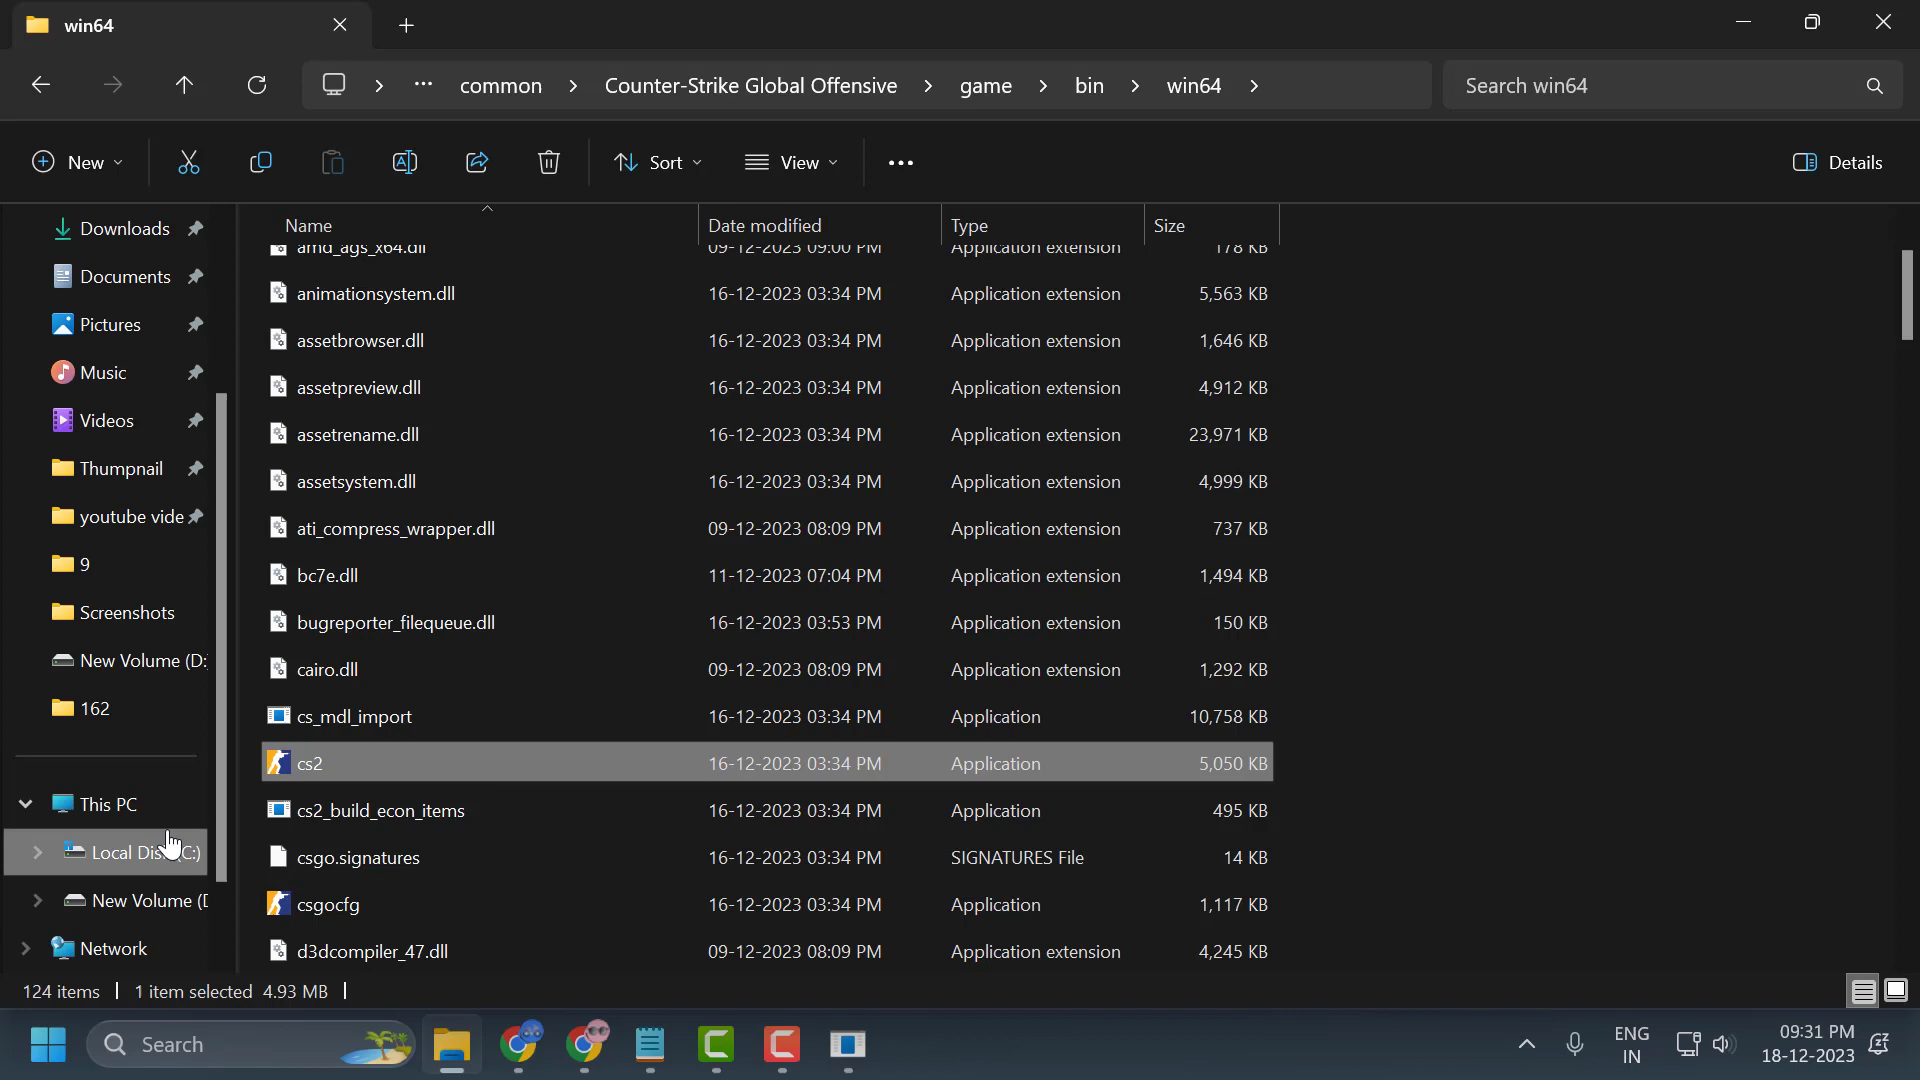 win64
common > Counter-Strike Global Offensive > game > bin > win64 >
Search win64
New
Sort
View
Details
Name Date modified Type Size
amd_ags_x64.dll 09-12-2023 09:00 PM Application extension 178 KB
animationsystem.dll 16-12-2023 03:34 PM Application extension 5,563 KB
assetbrowser.dll 16-12-2023 03:34 PM Application extension 1,646 KB
assetpreview.dll 16-12-2023 03:34 PM Application extension 4,912 KB
assetrename.dll 16-12-2023 03:34 PM Application extension 23,971 KB
assetsystem.dll 16-12-2023 03:34 PM Application extension 4,999 KB
ati_compress_wrapper.dll 09-12-2023 08:09 PM Application extension 737 KB
bc7e.dll 11-12-2023 07:04 PM Application extension 1,494 KB
bugreporter_filequeue.dll 16-12-2023 03:53 PM Application extension 150 KB
cairo.dll 09-12-2023 08:09 PM Application extension 1,292 KB
cs_mdl_import 16-12-2023 03:34 PM Application 10,758 KB
cs2 16-12-2023 03:34 PM Application 5,050 KB
cs2_build_econ_items 16-12-2023 03:34 PM Application 495 KB
csgo.signatures 16-12-2023 03:34 PM SIGNATURES File 14 KB
csgocfg 16-12-2023 03:34 PM Application 1,117 KB
d3dcompiler_47.dll 09-12-2023 08:09 PM Application extension 4,245 KB
Downloads
Documents
Pictures
Music
Videos
Thumpnail
youtube vide
9
Screenshots
New Volume (D:
162
This PC
Local Dis (C:)
New Volume (D
Network
124 items | 1 item selected 4.93 MB |
Search
ENG
IN
09:31 PM
18-12-2023